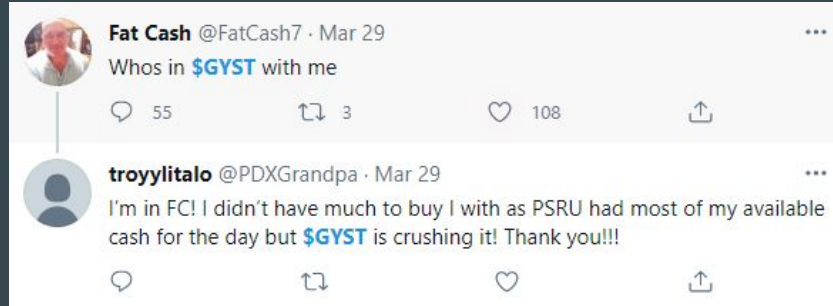 Fat Cash @FatCash7 · Mar 29
Whos in $GYST with me
55 3 108
troyylitalo @PDXGrandpa · Mar 29
I'm in FC! I didn't have much to buy I with as PSRU had most of my available
cash for the day but $GYST is crushing it! Thank you!!!